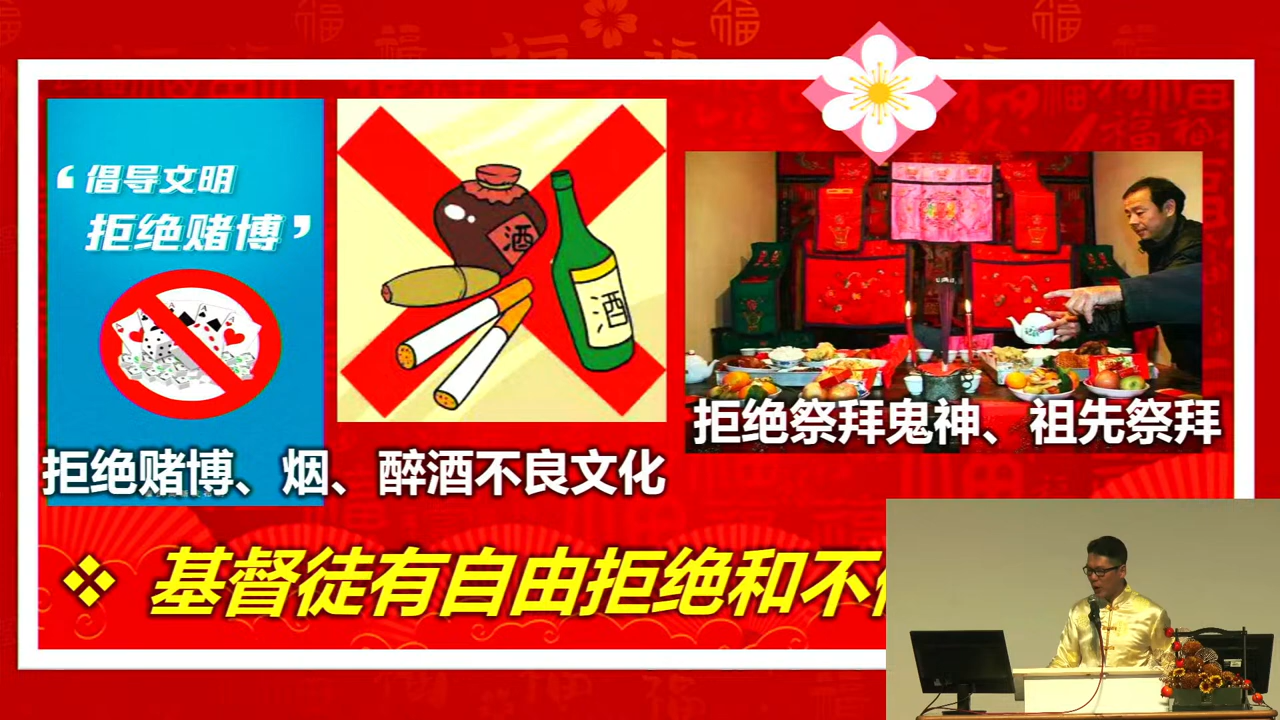 倡导文明
拒绝赌博
酒
酒
拒绝赌博、烟、醉酒不良文化
拒绝祭拜鬼神、祖先祭拜
基督徒有自由拒绝和不